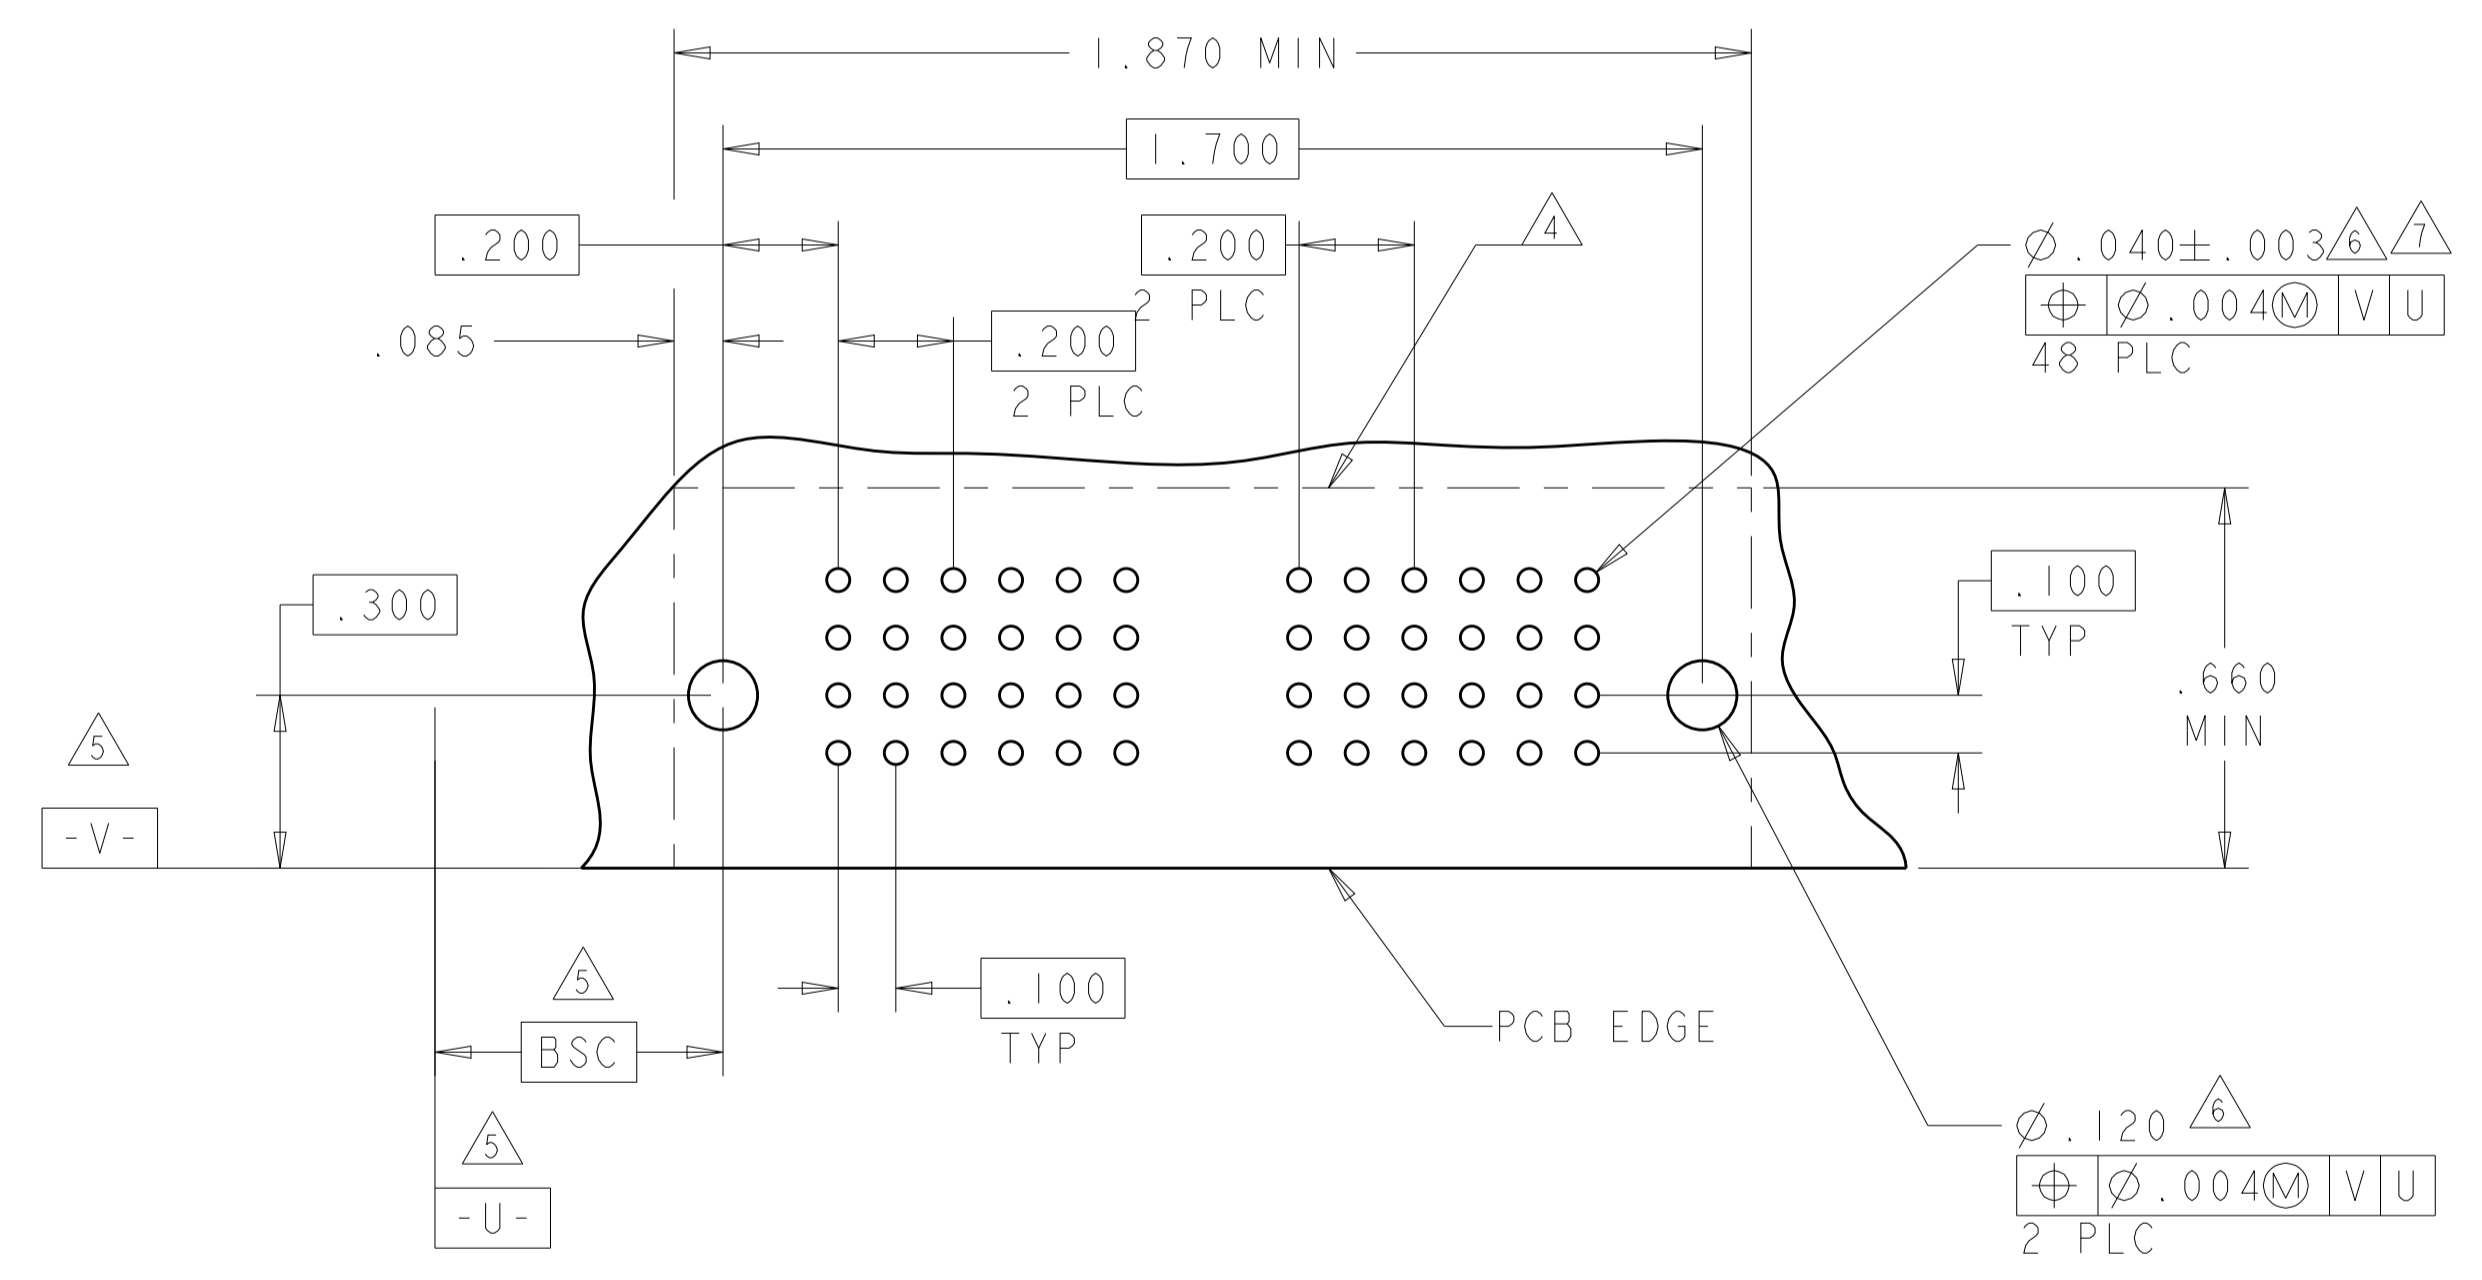 1.870 MIN
1.700
.200
.200
2 PLC
4
⌀.040±.003 6 7
⌖ ⌀.004Ⓜ V U
48 PLC
.085
.200
2 PLC
.300
.100
TYP
.660
MIN
5
-V-
5
BSC
.100
TYP
PCB EDGE
5
-U-
⌀.120 6
⌖ ⌀.004Ⓜ V U
2 PLC